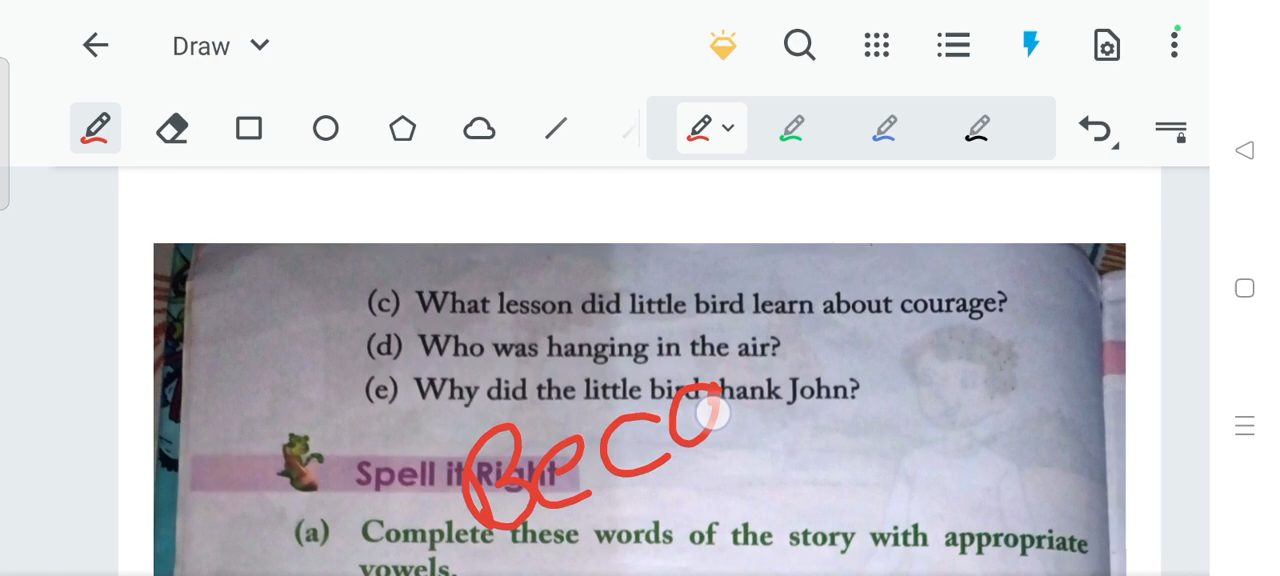 Draw
(c) What lesson did little bird learn about courage?
(d) Who was hanging in the air?
(e) Why did the little bird thank John?
Beco
Spell it Right
(a) Complete these words of the story with appropriate
vowels.